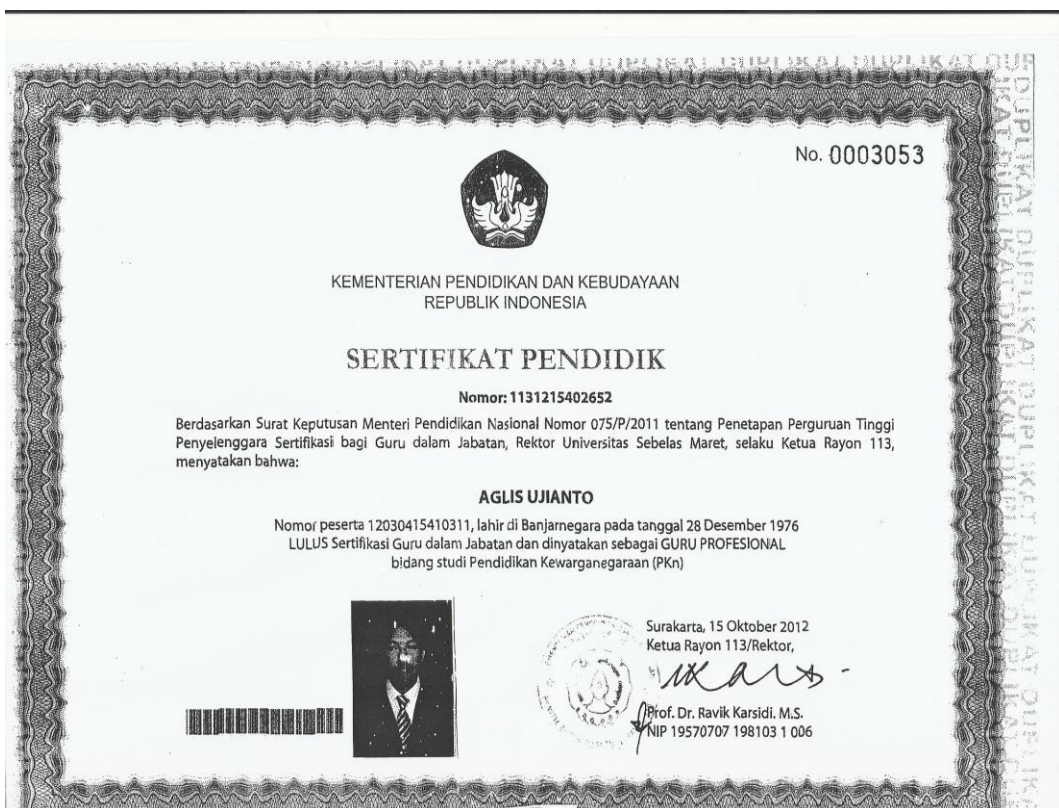 No. 0003053
KEMENTERIAN PENDIDIKAN DAN KEBUDAYAAN
REPUBLIK INDONESIA
SERTIFIKAT PENDIDIK
Nomor: 1131215402652
Berdasarkan Surat Keputusan Menteri Pendidikan Nasional Nomor 075/P/2011 tentang Penetapan Perguruan Tinggi
Penyelenggara Sertifikasi bagi Guru dalam Jabatan, Rektor Universitas Sebelas Maret, selaku Ketua Rayon 113,
menyatakan bahwa:
AGLIS UJIANTO
Nomor peserta 12030415410311, lahir di Banjarnegara pada tanggal 28 Desember 1976
LULUS Sertifikasi Guru dalam Jabatan dan dinyatakan sebagai GURU PROFESIONAL
bidang studi Pendidikan Kewarganegaraan (PKn)
Surakarta, 15 Oktober 2012
Ketua Rayon 113/Rektor,
Prof. Dr. Ravik Karsidi. M.S.
NIP 19570707 198103 1 006